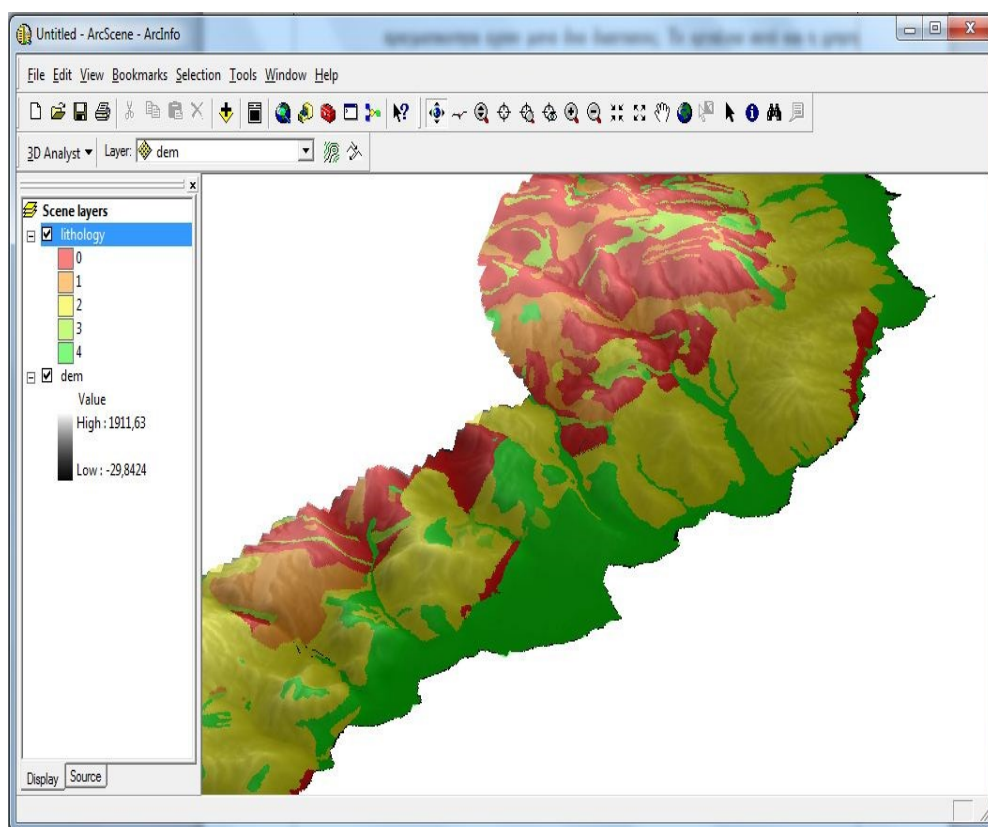 Untitled - ArcScene - ArcInfo
File Edit View Bookmarks Selection Tools Window Help
3D Analyst Layer: dem
Scene layers
lithology
0
1
2
3
4
dem
Value
High : 1911,63
Low : -29,8424
Display Source